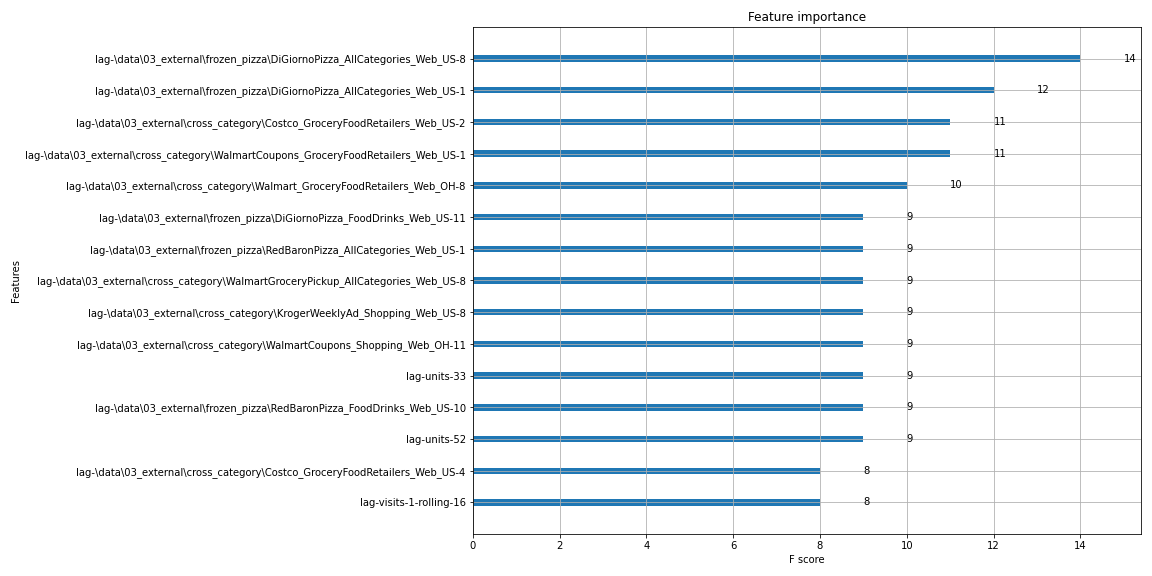 Feature importance
lag-\data\03_external\frozen_pizza\DiGiornoPizza_AllCategories_Web_US-8
14
lag-\data\03_external\frozen_pizza\DiGiornoPizza_AllCategories_Web_US-1
12
lag-\data\03_external\cross_category\Costco_GroceryFoodRetailers_Web_US-2
11
lag-\data\03_external\cross_category\WalmartCoupons_GroceryFoodRetailers_Web_US-1
11
lag-\data\03_external\cross_category\Walmart_GroceryFoodRetailers_Web_OH-8
10
lag-\data\03_external\frozen_pizza\DiGiornoPizza_FoodDrinks_Web_US-11
9
lag-\data\03_external\frozen_pizza\RedBaronPizza_AllCategories_Web_US-1
9
lag-\data\03_external\cross_category\WalmartGroceryPickup_AllCategories_Web_US-8
9
lag-\data\03_external\cross_category\KrogerWeeklyAd_Shopping_Web_US-8
9
lag-\data\03_external\cross_category\WalmartCoupons_Shopping_Web_OH-11
9
lag-units-33
9
lag-\data\03_external\frozen_pizza\RedBaronPizza_FoodDrinks_Web_US-10
9
lag-units-52
9
lag-\data\03_external\cross_category\Costco_GroceryFoodRetailers_Web_US-4
8
lag-visits-1-rolling-16
8
Features
0 2 4 6 8 10 12 14
F score